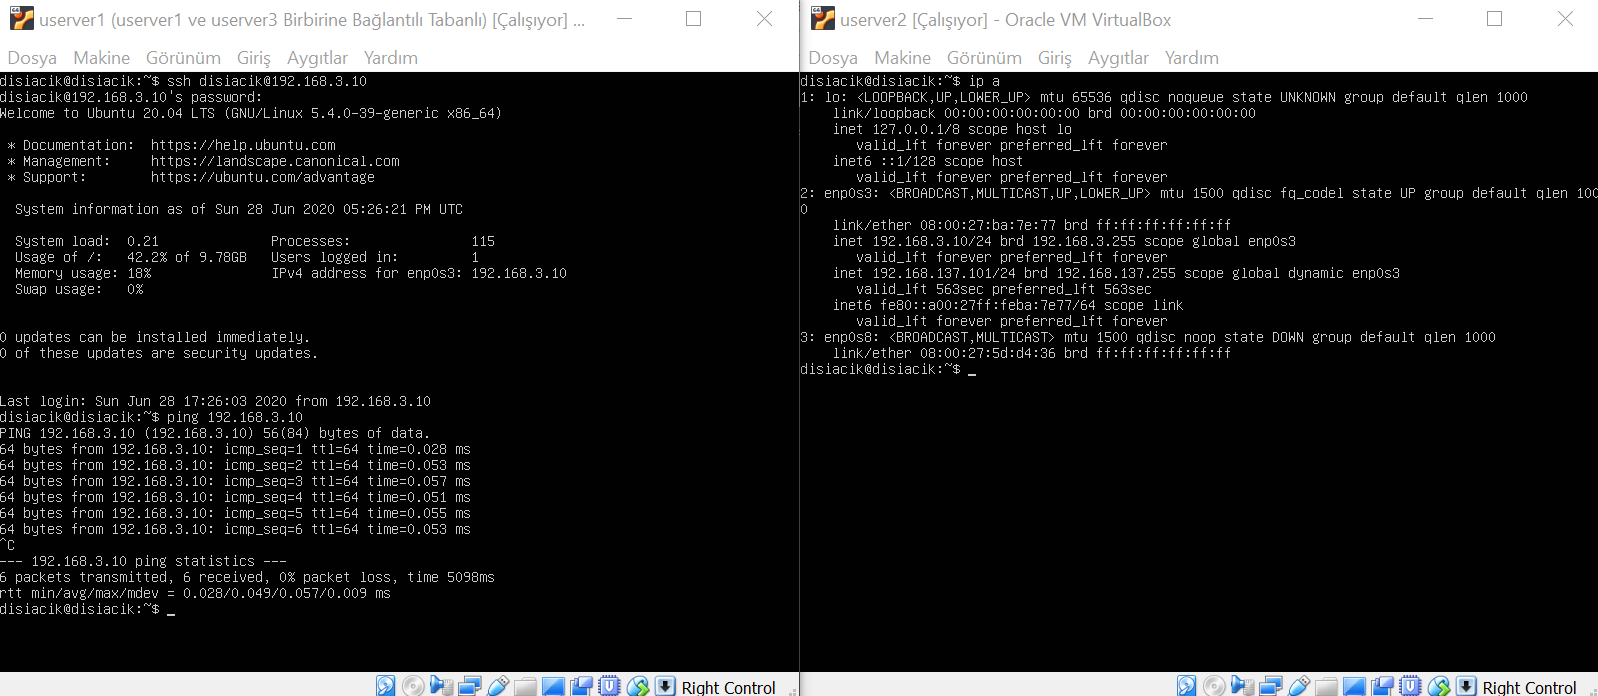 userver1 (userver1 ve userver3 Birbirine Bağlantılı Tabanlı) [Çalışıyor] ...
Dosya Makine Görünüm Giriş Aygıtlar Yardım
disiacik@disiacik:~$ ssh disiacik@192.168.3.10
disiacik@192.168.3.10's password:
Welcome to Ubuntu 20.04 LTS (GNU/Linux 5.4.0-39-generic x86_64)
* Documentation: https://help.ubuntu.com
* Management: https://landscape.canonical.com
* Support: https://ubuntu.com/advantage
System information as of Sun 28 Jun 2020 05:26:21 PM UTC
System load: 0.21 Processes: 115
Usage of /: 42.2% of 9.78GB Users logged in: 1
Memory usage: 18% IPv4 address for enp0s3: 192.168.3.10
Swap usage: 0%
0 updates can be installed immediately.
0 of these updates are security updates.
Last login: Sun Jun 28 17:26:03 2020 from 192.168.3.10
disiacik@disiacik:~$ ping 192.168.3.10
PING 192.168.3.10 (192.168.3.10) 56(84) bytes of data.
64 bytes from 192.168.3.10: icmp_seq=1 ttl=64 time=0.028 ms
64 bytes from 192.168.3.10: icmp_seq=2 ttl=64 time=0.053 ms
64 bytes from 192.168.3.10: icmp_seq=3 ttl=64 time=0.057 ms
64 bytes from 192.168.3.10: icmp_seq=4 ttl=64 time=0.051 ms
64 bytes from 192.168.3.10: icmp_seq=5 ttl=64 time=0.055 ms
64 bytes from 192.168.3.10: icmp_seq=6 ttl=64 time=0.053 ms
^C
--- 192.168.3.10 ping statistics ---
6 packets transmitted, 6 received, 0% packet loss, time 5098ms
rtt min/avg/max/mdev = 0.028/0.049/0.057/0.009 ms
disiacik@disiacik:~$ _
Right Control
userver2 [Çalışıyor] - Oracle VM VirtualBox
Dosya Makine Görünüm Giriş Aygıtlar Yardım
disiacik@disiacik:~$ ip a
1: lo: <LOOPBACK,UP,LOWER_UP> mtu 65536 qdisc noqueue state UNKNOWN group default qlen 1000
link/loopback 00:00:00:00:00:00 brd 00:00:00:00:00:00
inet 127.0.0.1/8 scope host lo
valid_lft forever preferred_lft forever
inet6 ::1/128 scope host
valid_lft forever preferred_lft forever
2: enp0s3: <BROADCAST,MULTICAST,UP,LOWER_UP> mtu 1500 qdisc fq_codel state UP group default qlen 100
0
link/ether 08:00:27:ba:7e:77 brd ff:ff:ff:ff:ff:ff
inet 192.168.3.10/24 brd 192.168.3.255 scope global enp0s3
valid_lft forever preferred_lft forever
inet 192.168.137.101/24 brd 192.168.137.255 scope global dynamic enp0s3
valid_lft 563sec preferred_lft 563sec
inet6 fe80::a00:27ff:feba:7e77/64 scope link
valid_lft forever preferred_lft forever
3: enp0s8: <BROADCAST,MULTICAST> mtu 1500 qdisc noop state DOWN group default qlen 1000
link/ether 08:00:27:5d:d4:36 brd ff:ff:ff:ff:ff:ff
disiacik@disiacik:~$ _
Right Control